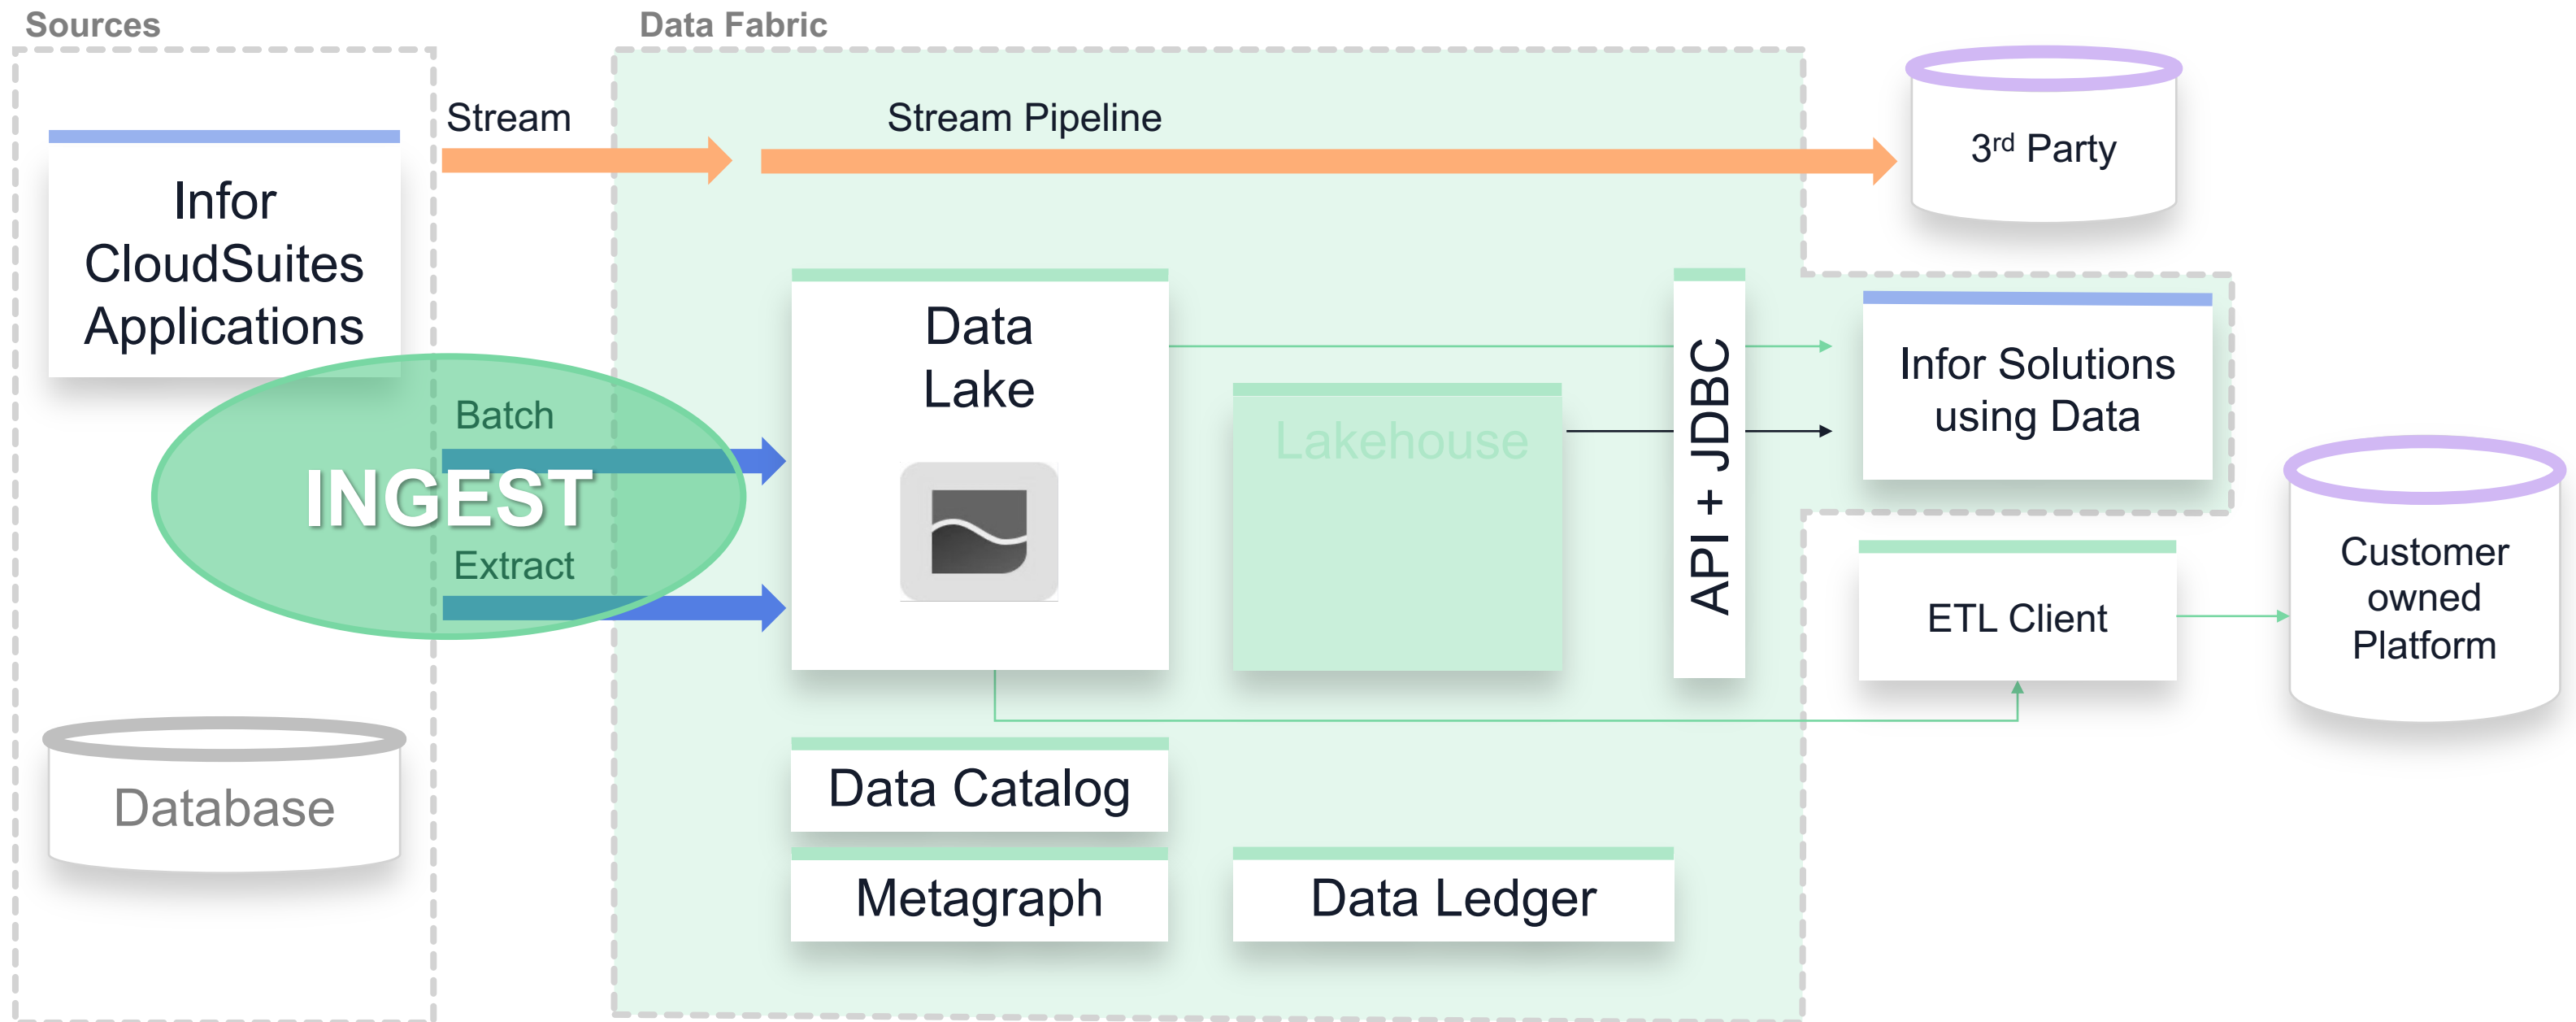 Sources
Data Fabric
Stream
Stream Pipeline
3rd Party
Infor
CloudSuites
Applications
Data
Lake
Lakehouse
API + JDBC
Infor Solutions
using Data
Batch
INGEST
Extract
ETL Client
Customer
owned
Platform
Database
Data Catalog
Metagraph
Data Ledger